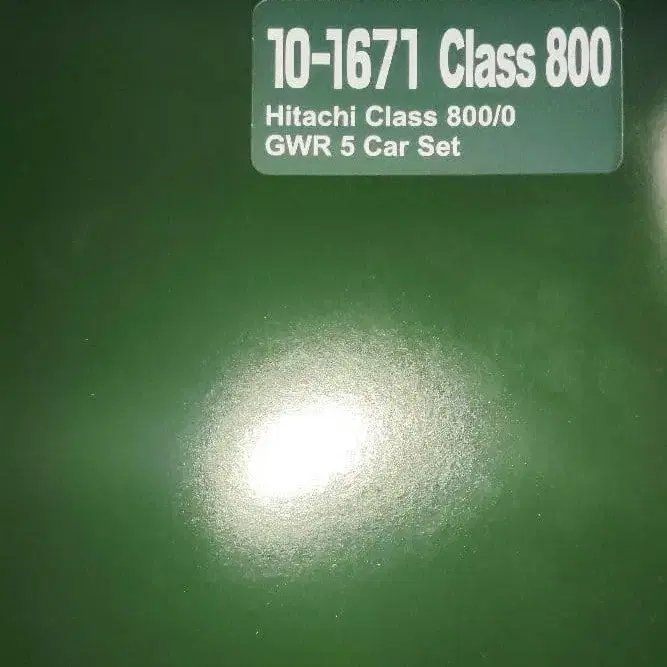 10-1671 Class 800
Hitachi Class 800/0
GWR 5 Car Set